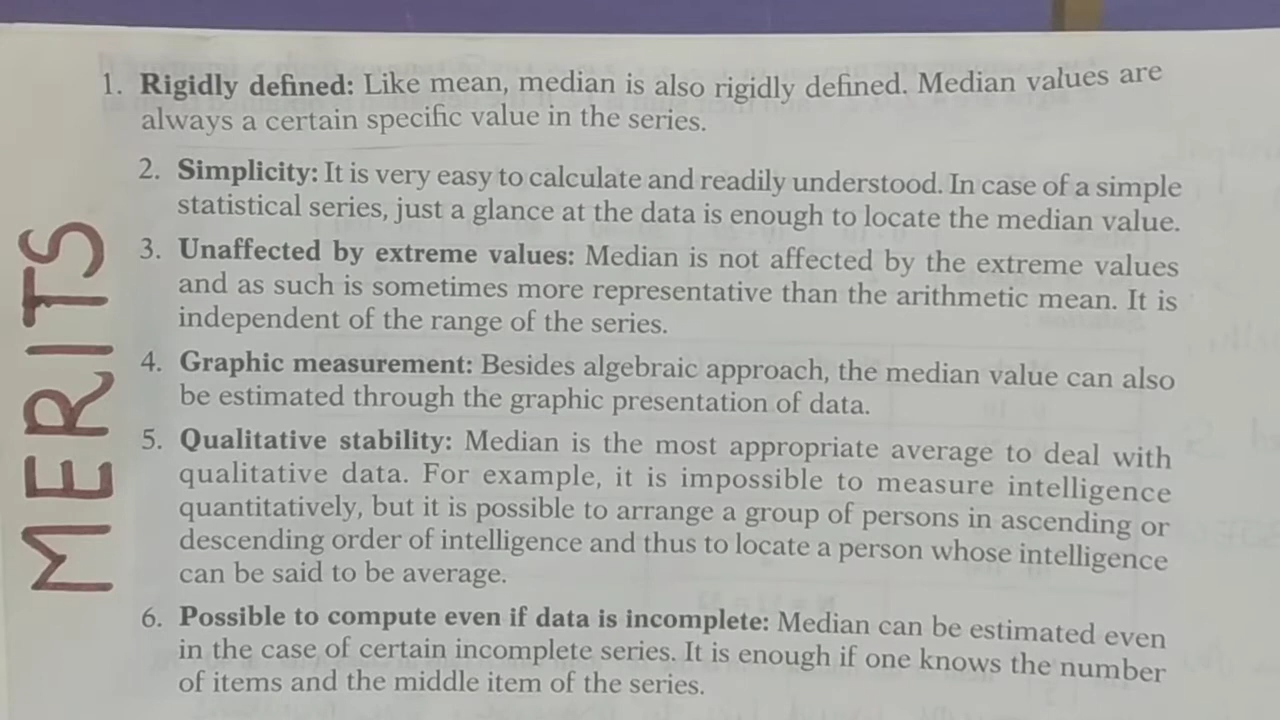 MERITS
1. Rigidly defined: Like mean, median is also rigidly defined. Median values are
always a certain specific value in the series.
2. Simplicity: It is very easy to calculate and readily understood. In case of a simple
statistical series, just a glance at the data is enough to locate the median value.
3. Unaffected by extreme values: Median is not affected by the extreme values
and as such is sometimes more representative than the arithmetic mean. It is
independent of the range of the series.
4. Graphic measurement: Besides algebraic approach, the median value can also
be estimated through the graphic presentation of data.
5. Qualitative stability: Median is the most appropriate average to deal with
qualitative data. For example, it is impossible to measure intelligence
quantitatively, but it is possible to arrange a group of persons in ascending or
descending order of intelligence and thus to locate a person whose intelligence
can be said to be average.
6. Possible to compute even if data is incomplete: Median can be estimated even
in the case of certain incomplete series. It is enough if one knows the number
of items and the middle item of the series.